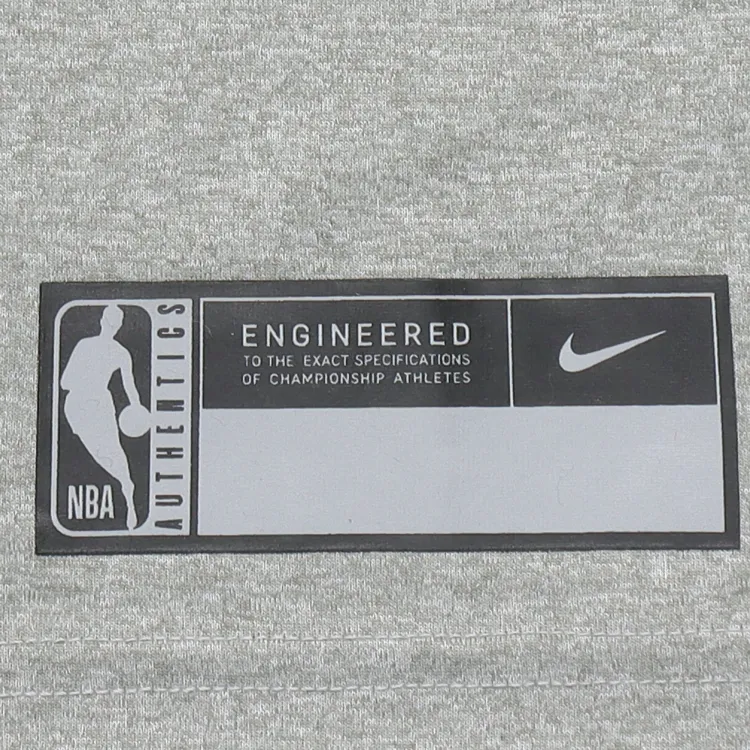 NBA
AUTHENTICS
ENGINEERED
TO THE EXACT SPECIFICATIONS
OF CHAMPIONSHIP ATHLETES